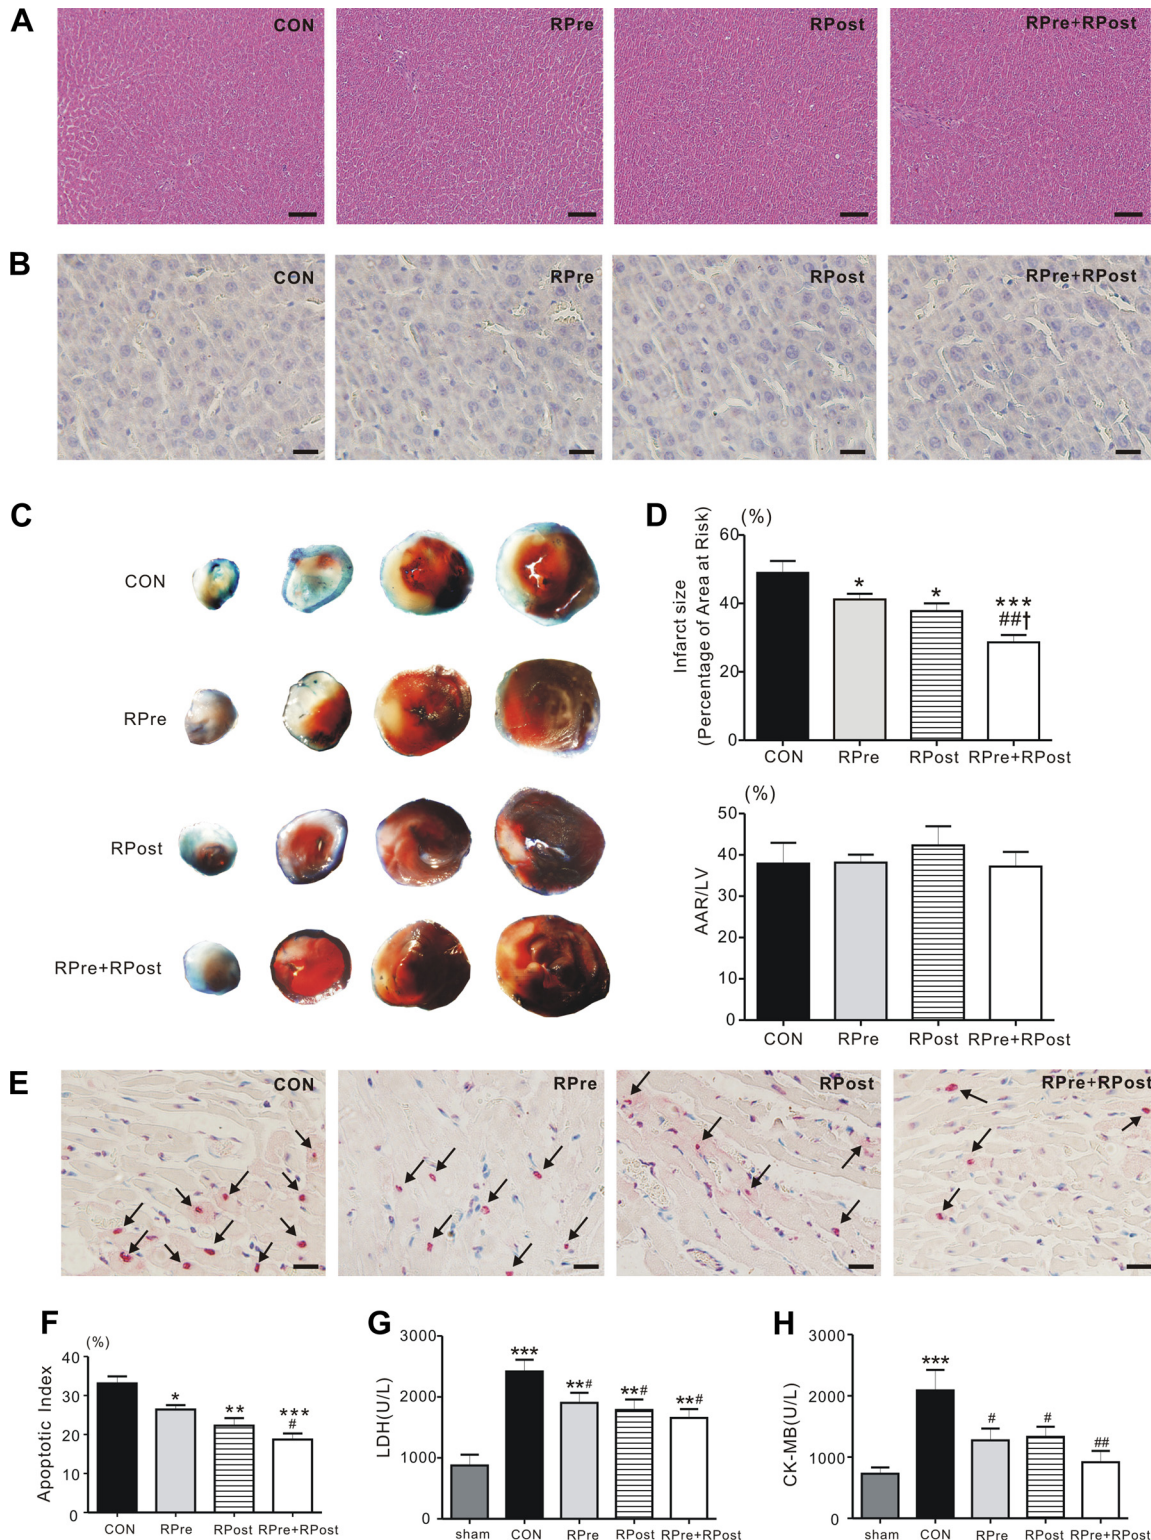 A
CON
RPre
RPost
RPre+RPost
B
CON
RPre
RPost
RPre+RPost
C
CON
RPre
RPost
RPre+RPost
D
(%)
Infarct size
(Percentage of Area at Risk)
60
40
20
0
*
*
***
##†
CON
RPre
RPost
RPre+RPost
(%)
AAR/LV
50
40
30
20
10
0
CON
RPre
RPost
RPre+RPost
E
CON
RPre
RPost
RPre+RPost
F
(%)
Apoptotic Index
40
30
20
10
0
*
**
***
#
CON
RPre
RPost
RPre+RPost
G
LDH(U/L)
3000
2000
1000
0
***
**#
**#
**#
sham
CON
RPre
RPost
RPre+RPost
H
CK-MB(U/L)
3000
2000
1000
0
***
#
#
##
sham
CON
RPre
RPost
RPre+RPost